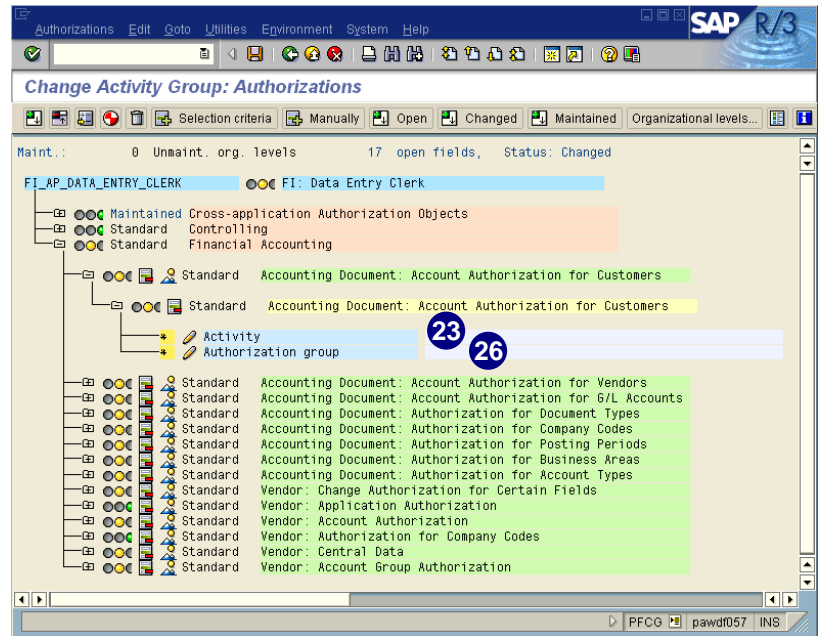 Authorizations Edit Goto Utilities Environment System Help
SAP R/3
Change Activity Group: Authorizations
Selection criteria Manually Open Changed Maintained Organizational levels...
Maint.: 0 Unmaint. org. levels 17 open fields, Status: Changed
FI_AP_DATA_ENTRY_CLERK FI: Data Entry Clerk
Maintained Cross-application Authorization Objects
Standard Controlling
Standard Financial Accounting
Standard Accounting Document: Account Authorization for Customers
Standard Accounting Document: Account Authorization for Customers
Activity 23
Authorization group 26
Standard Accounting Document: Account Authorization for Vendors
Standard Accounting Document: Account Authorization for G/L Accounts
Standard Accounting Document: Authorization for Document Types
Standard Accounting Document: Authorization for Company Codes
Standard Accounting Document: Authorization for Posting Periods
Standard Accounting Document: Authorization for Business Areas
Standard Accounting Document: Authorization for Account Types
Standard Vendor: Change Authorization for Certain Fields
Standard Vendor: Application Authorization
Standard Vendor: Account Authorization
Standard Vendor: Authorization for Company Codes
Standard Vendor: Central Data
Standard Vendor: Account Group Authorization
PFCG pawdf057 INS